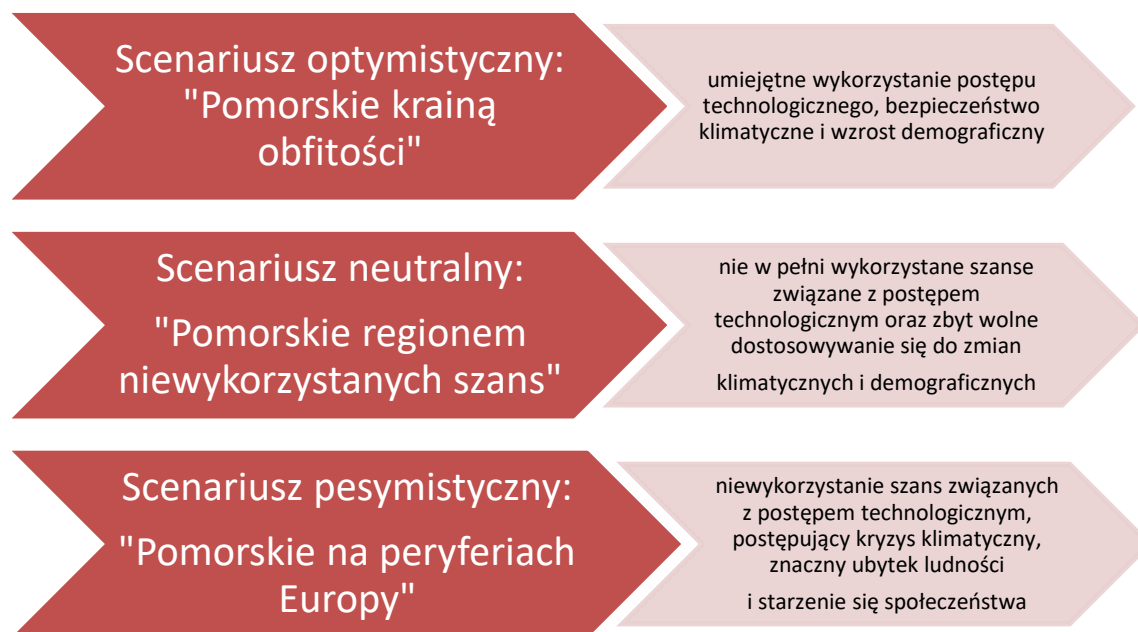 Scenariusz optymistyczny:
"Pomorskie krainą
obfitości"
umiejętne wykorzystanie postępu
technologicznego, bezpieczeństwo
klimatyczne i wzrost demograficzny
Scenariusz neutralny:
"Pomorskie regionem
niewykorzystanych szans"
nie w pełni wykorzystane szanse
związane z postępem
technologicznym oraz zbyt wolne
dostosowywanie się do zmian
klimatycznych i demograficznych
Scenariusz pesymistyczny:
"Pomorskie na peryferiach
Europy"
niewykorzystanie szans związanych
z postępem technologicznym,
postępujący kryzys klimatyczny,
znaczny ubytek ludności
i starzenie się społeczeństwa